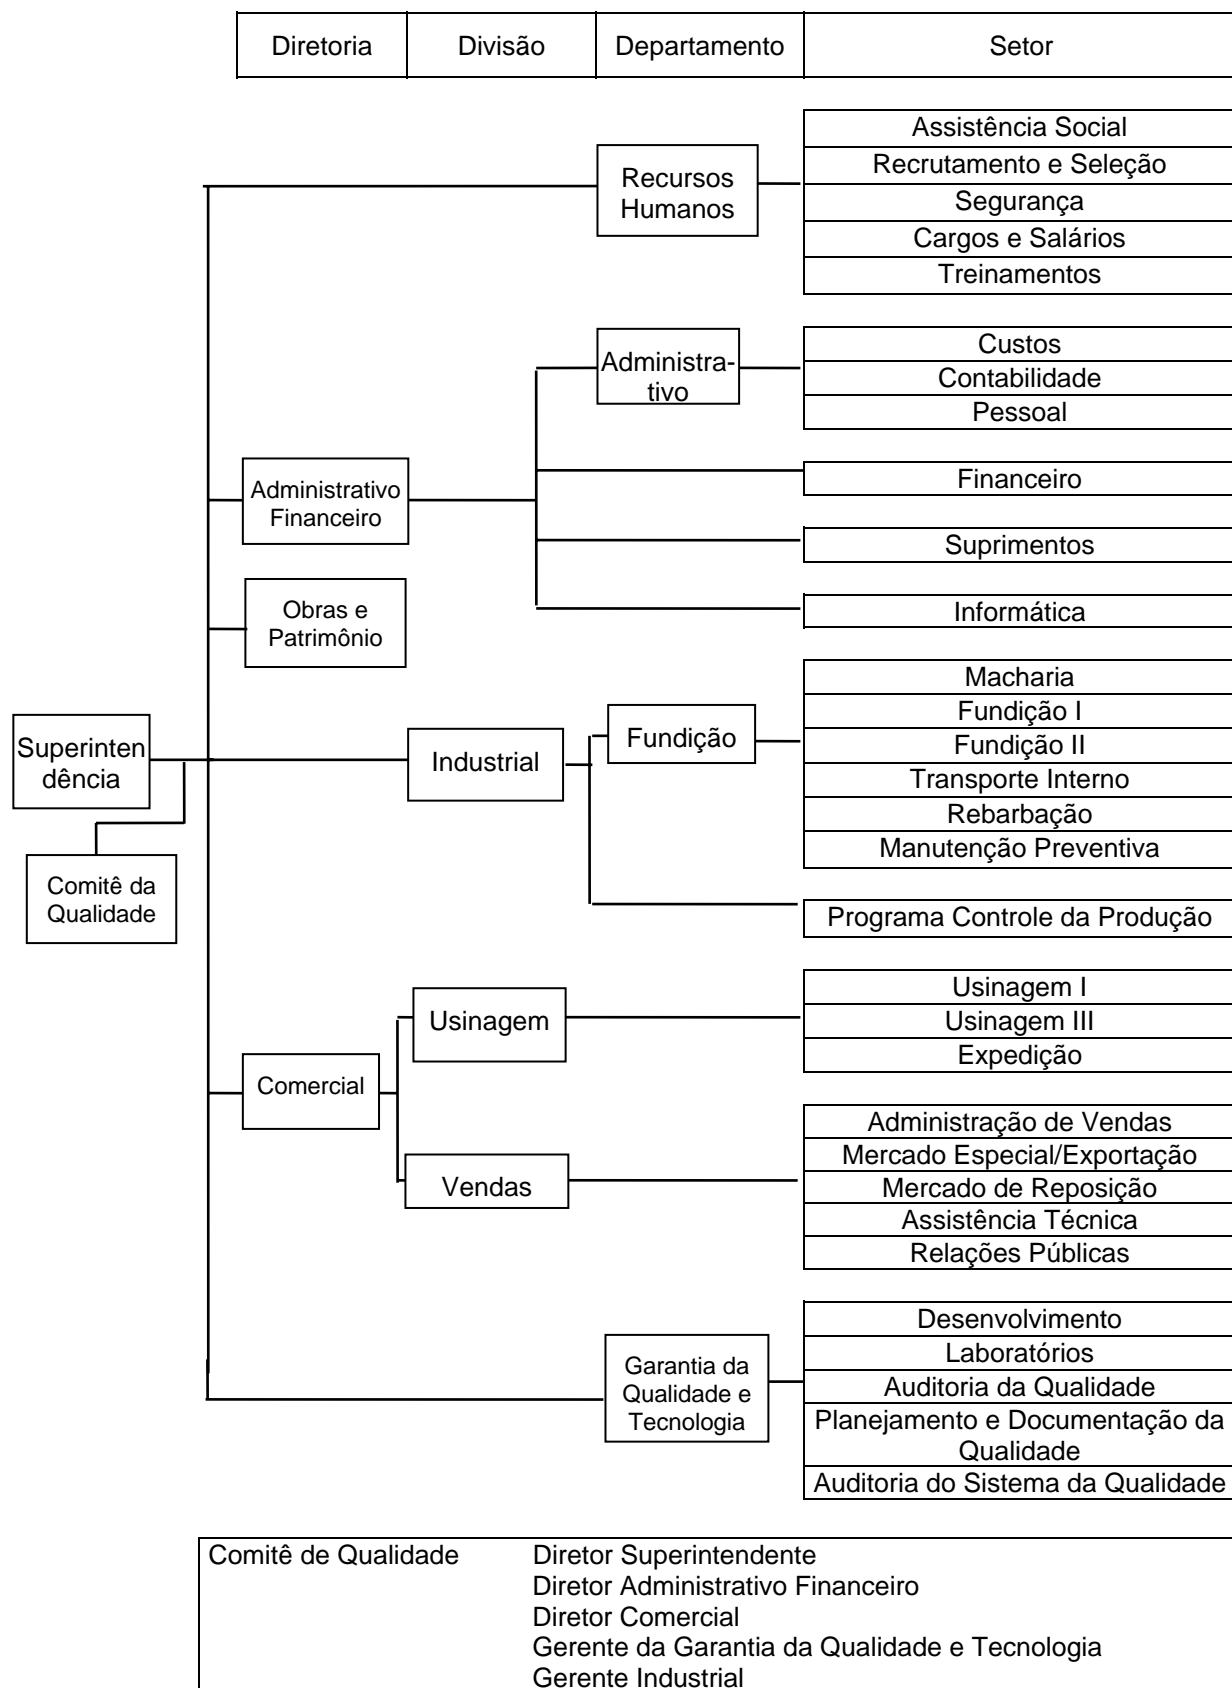 Diretoria Divisão Departamento Setor
Assistência Social
Recrutamento e Seleção
Segurança
Cargos e Salários
Treinamentos
Recursos
Humanos
Administra-
tivo
Custos
Contabilidade
Pessoal
Administrativo
Financeiro
Financeiro
Suprimentos
Informática
Obras e
Patrimônio
Superinten
dência
Comitê da
Qualidade
Industrial
Fundição
Macharia
Fundição I
Fundição II
Transporte Interno
Rebarbação
Manutenção Preventiva
Programa Controle da Produção
Comercial
Usinagem
Usinagem I
Usinagem III
Expedição
Vendas
Administração de Vendas
Mercado Especial/Exportação
Mercado de Reposição
Assistência Técnica
Relações Públicas
Garantia da
Qualidade e
Tecnologia
Desenvolvimento
Laboratórios
Auditoria da Qualidade
Planejamento e Documentação da
Qualidade
Auditoria do Sistema da Qualidade
Comitê de Qualidade Diretor Superintendente
Diretor Administrativo Financeiro
Diretor Comercial
Gerente da Garantia da Qualidade e Tecnologia
Gerente Industrial